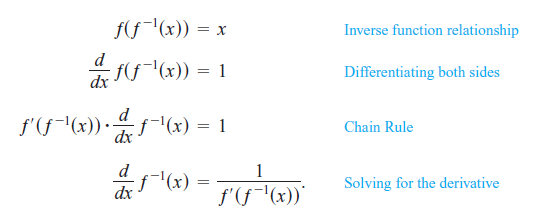 f(f⁻¹(x)) = x Inverse function relationship
d/dx f(f⁻¹(x)) = 1 Differentiating both sides
f′(f⁻¹(x)) · d/dx f⁻¹(x) = 1 Chain Rule
d/dx f⁻¹(x) = 1/f′(f⁻¹(x)). Solving for the derivative